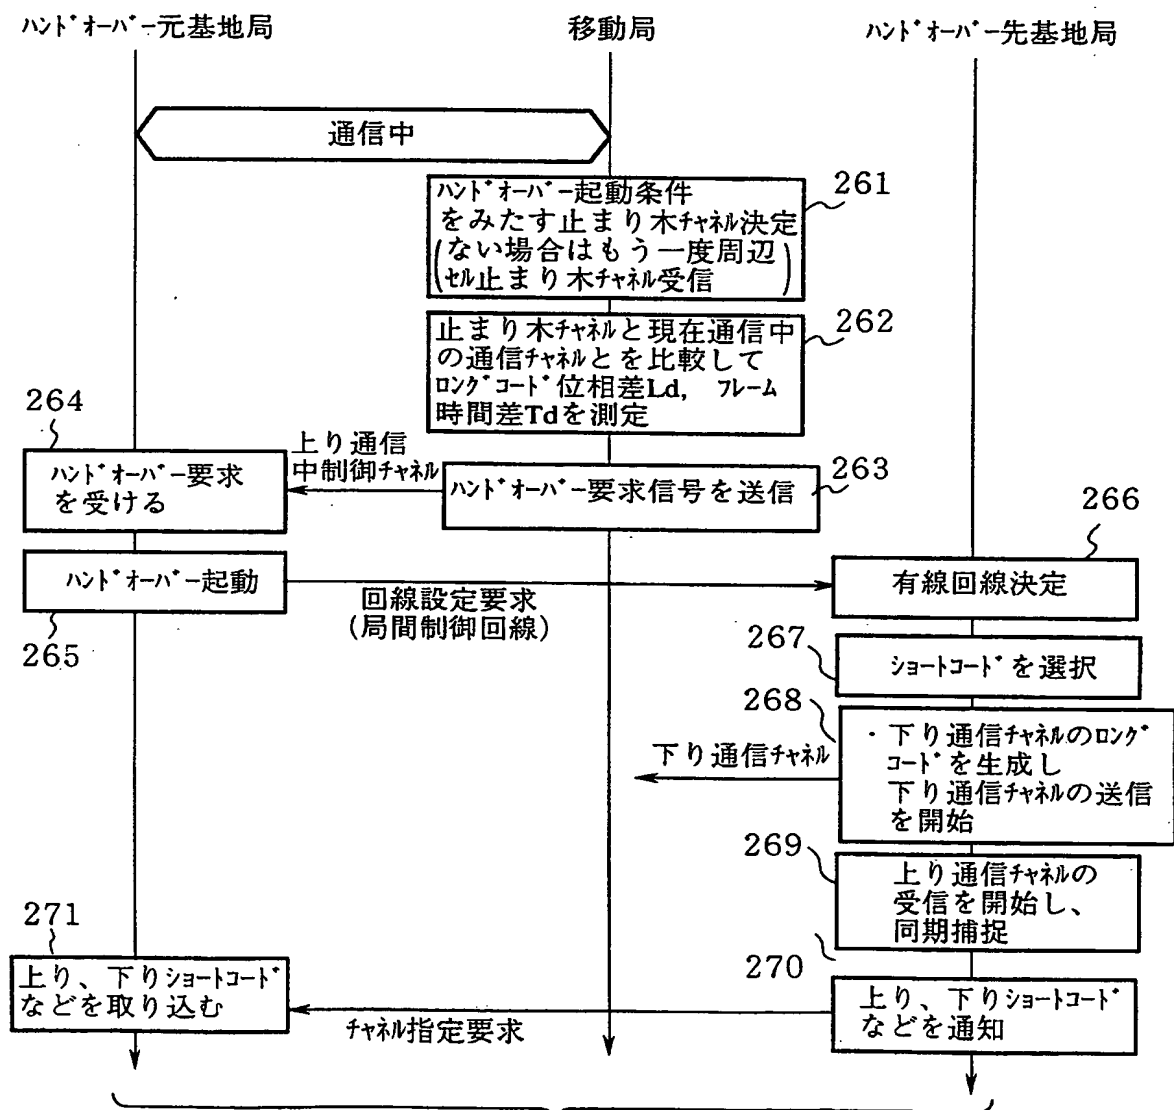 ハンドオーバー元基地局
移動局
ハンドオーバー先基地局
通信中
261
ハンドオーバー起動条件
をみたす止まり木チャネル決定
(ない場合はもう一度周辺
セル止まり木チャネル受信)
262
止まり木チャネルと現在通信中
の通信チャネルとを比較して
ロングコード位相差Ld, フレーム
時間差Tdを測定
264
ハンドオーバー要求
を受ける
上り通信
中制御チャネル
263
ハンドオーバー要求信号を送信
266
有線回線決定
ハンドオーバー起動
265
回線設定要求
(局間制御回線)
267
ショートコードを選択
268
・下り通信チャネルのロング
コードを生成し
下り通信チャネルの送信
を開始
下り通信チャネル
269
上り通信チャネルの
受信を開始し、
同期捕捉
271
上り、下りショートコード
などを取り込む
270
上り、下りショートコード
などを通知
チャネル指定要求